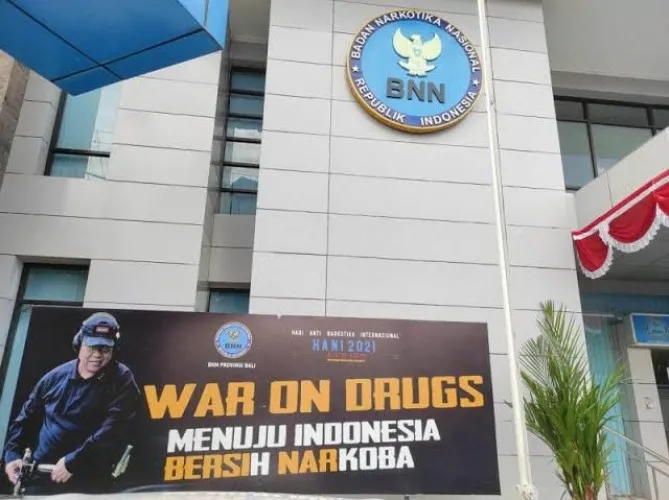 BADAN NARKOTIKA NASIONAL
BNN
REPUBLIK INDONESIA
BNN
BNN PROVINSI BALI
HARI ANTI NARKOTIKA INTERNASIONAL
HANI 2021
WAR ON DRUGS
MENUJU INDONESIA
BERSIH NARKOBA